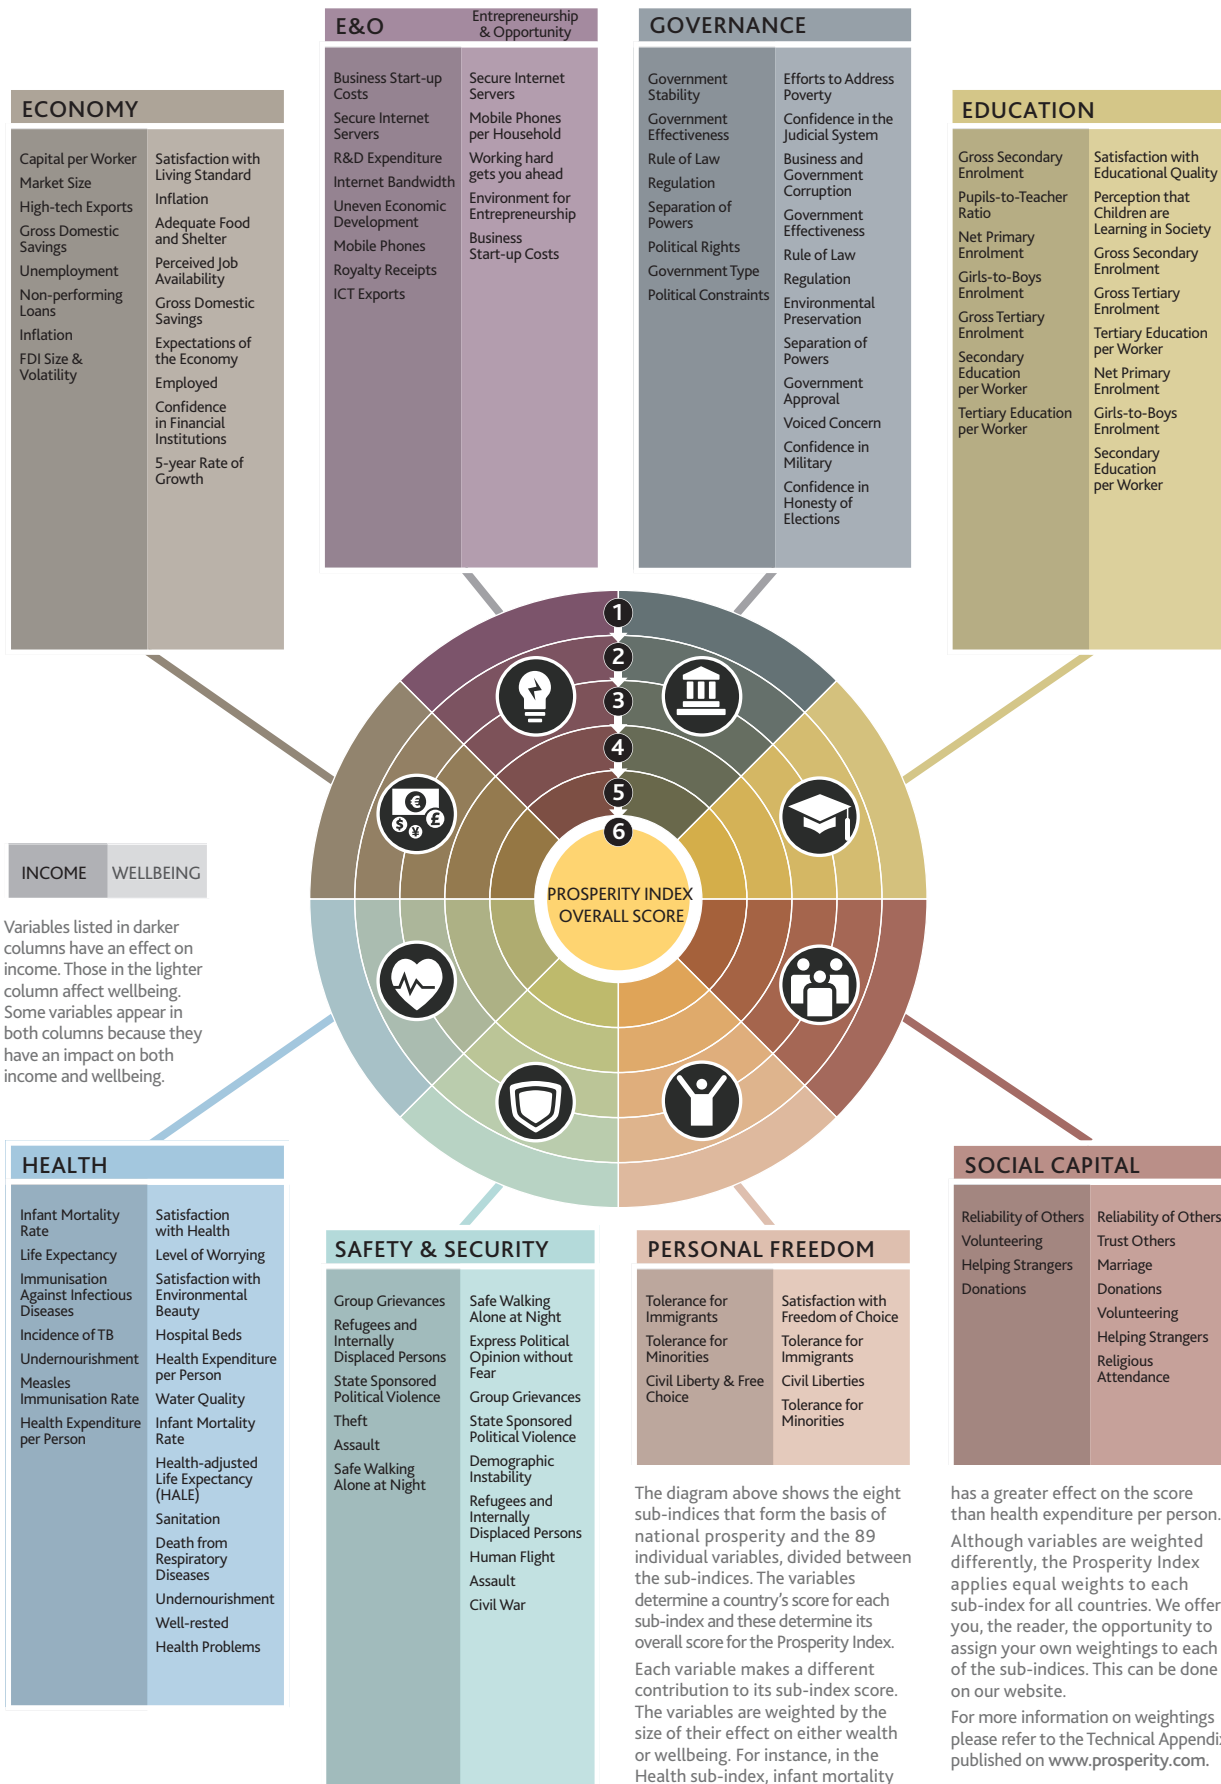 E&O
Entrepreneurship
& Opportunity
Business Start-up
Costs
Secure Internet
Servers
R&D Expenditure
Internet Bandwidth
Uneven Economic
Development
Mobile Phones
Royalty Receipts
ICT Exports
Secure Internet
Servers
Mobile Phones
per Household
Working hard
gets you ahead
Environment for
Entrepreneurship
Business
Start-up Costs
GOVERNANCE
Government
Stability
Government
Effectiveness
Rule of Law
Regulation
Separation of
Powers
Political Rights
Government Type
Political Constraints
Efforts to Address
Poverty
Confidence in the
Judicial System
Business and
Government
Corruption
Government
Effectiveness
Rule of Law
Regulation
Environmental
Preservation
Separation of
Powers
Government
Approval
Voiced Concern
Confidence in
Military
Confidence in
Honesty of
Elections
ECONOMY
Capital per Worker
Market Size
High-tech Exports
Gross Domestic
Savings
Unemployment
Non-performing
Loans
Inflation
FDI Size &
Volatility
Satisfaction with
Living Standard
Inflation
Adequate Food
and Shelter
Perceived Job
Availability
Gross Domestic
Savings
Expectations of
the Economy
Employed
Confidence
in Financial
Institutions
5-year Rate of
Growth
EDUCATION
Gross Secondary
Enrolment
Pupils-to-Teacher
Ratio
Net Primary
Enrolment
Girls-to-Boys
Enrolment
Gross Tertiary
Enrolment
Secondary
Education
per Worker
Tertiary Education
per Worker
Satisfaction with
Educational Quality
Perception that
Children are
Learning in Society
Gross Secondary
Enrolment
Gross Tertiary
Enrolment
Tertiary Education
per Worker
Net Primary
Enrolment
Girls-to-Boys
Enrolment
Secondary
Education
per Worker
1
2
3
4
5
6
€
$ ¥ £
PROSPERITY INDEX
OVERALL SCORE
INCOME WELLBEING
Variables listed in darker
columns have an effect on
income. Those in the lighter
column affect wellbeing.
Some variables appear in
both columns because they
have an impact on both
income and wellbeing.
HEALTH
Infant Mortality
Rate
Life Expectancy
Immunisation
Against Infectious
Diseases
Incidence of TB
Undernourishment
Measles
Immunisation Rate
Health Expenditure
per Person
Satisfaction
with Health
Level of Worrying
Satisfaction with
Environmental
Beauty
Hospital Beds
Health Expenditure
per Person
Water Quality
Infant Mortality
Rate
Health-adjusted
Life Expectancy
(HALE)
Sanitation
Death from
Respiratory
Diseases
Undernourishment
Well-rested
Health Problems
SAFETY & SECURITY
Group Grievances
Refugees and
Internally
Displaced Persons
State Sponsored
Political Violence
Theft
Assault
Safe Walking
Alone at Night
Safe Walking
Alone at Night
Express Political
Opinion without
Fear
Group Grievances
State Sponsored
Political Violence
Demographic
Instability
Refugees and
Internally
Displaced Persons
Human Flight
Assault
Civil War
PERSONAL FREEDOM
Tolerance for
Immigrants
Tolerance for
Minorities
Civil Liberty & Free
Choice
Satisfaction with
Freedom of Choice
Tolerance for
Immigrants
Civil Liberties
Tolerance for
Minorities
SOCIAL CAPITAL
Reliability of Others
Volunteering
Helping Strangers
Donations
Reliability of Others
Trust Others
Marriage
Donations
Volunteering
Helping Strangers
Religious
Attendance
The diagram above shows the eight
sub-indices that form the basis of
national prosperity and the 89
individual variables, divided between
the sub-indices. The variables
determine a country's score for each
sub-index and these determine its
overall score for the Prosperity Index.
Each variable makes a different
contribution to its sub-index score.
The variables are weighted by the
size of their effect on either wealth
or wellbeing. For instance, in the
Health sub-index, infant mortality
has a greater effect on the score
than health expenditure per person.
Although variables are weighted
differently, the Prosperity Index
applies equal weights to each
sub-index for all countries. We offer
you, the reader, the opportunity to
assign your own weightings to each
of the sub-indices. This can be done
on our website.
For more information on weightings
please refer to the Technical Appendix
published on www.prosperity.com.